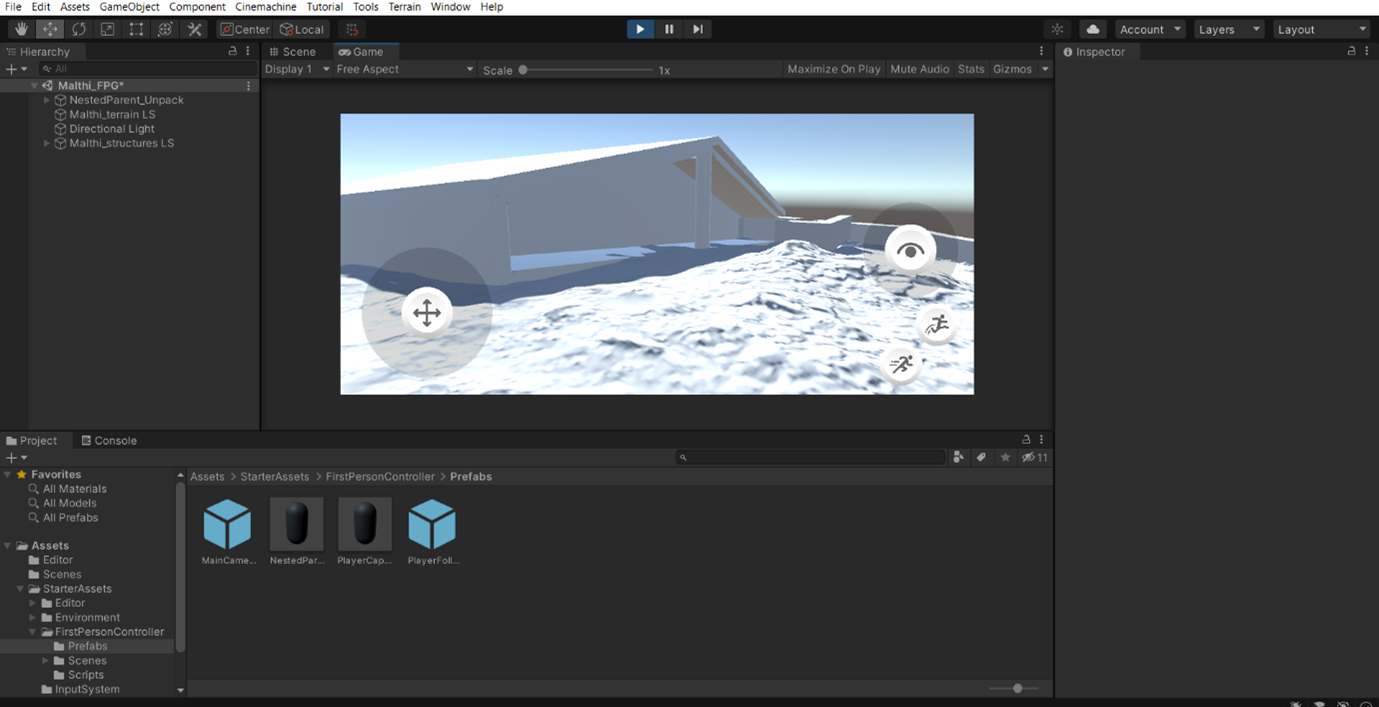 File Edit Assets GameObject Component Cinemachine Tutorial Tools Terrain Window Help
Center Local Account Layers Layout
Hierarchy
All
Malthi_FPG*
NestedParent_Unpack
Malthi_terrain LS
Directional Light
Malthi_structures LS
Scene Game
Display 1 Free Aspect Scale 1x Maximize On Play Mute Audio Stats Gizmos
Inspector
Project Console
11
Favorites
All Materials
All Models
All Prefabs
Assets
Editor
Scenes
StarterAssets
Editor
Environment
FirstPersonController
Prefabs
Scenes
Scripts
InputSystem
Assets > StarterAssets > FirstPersonController > Prefabs
MainCame... NestedPar... PlayerCap... PlayerFoll...